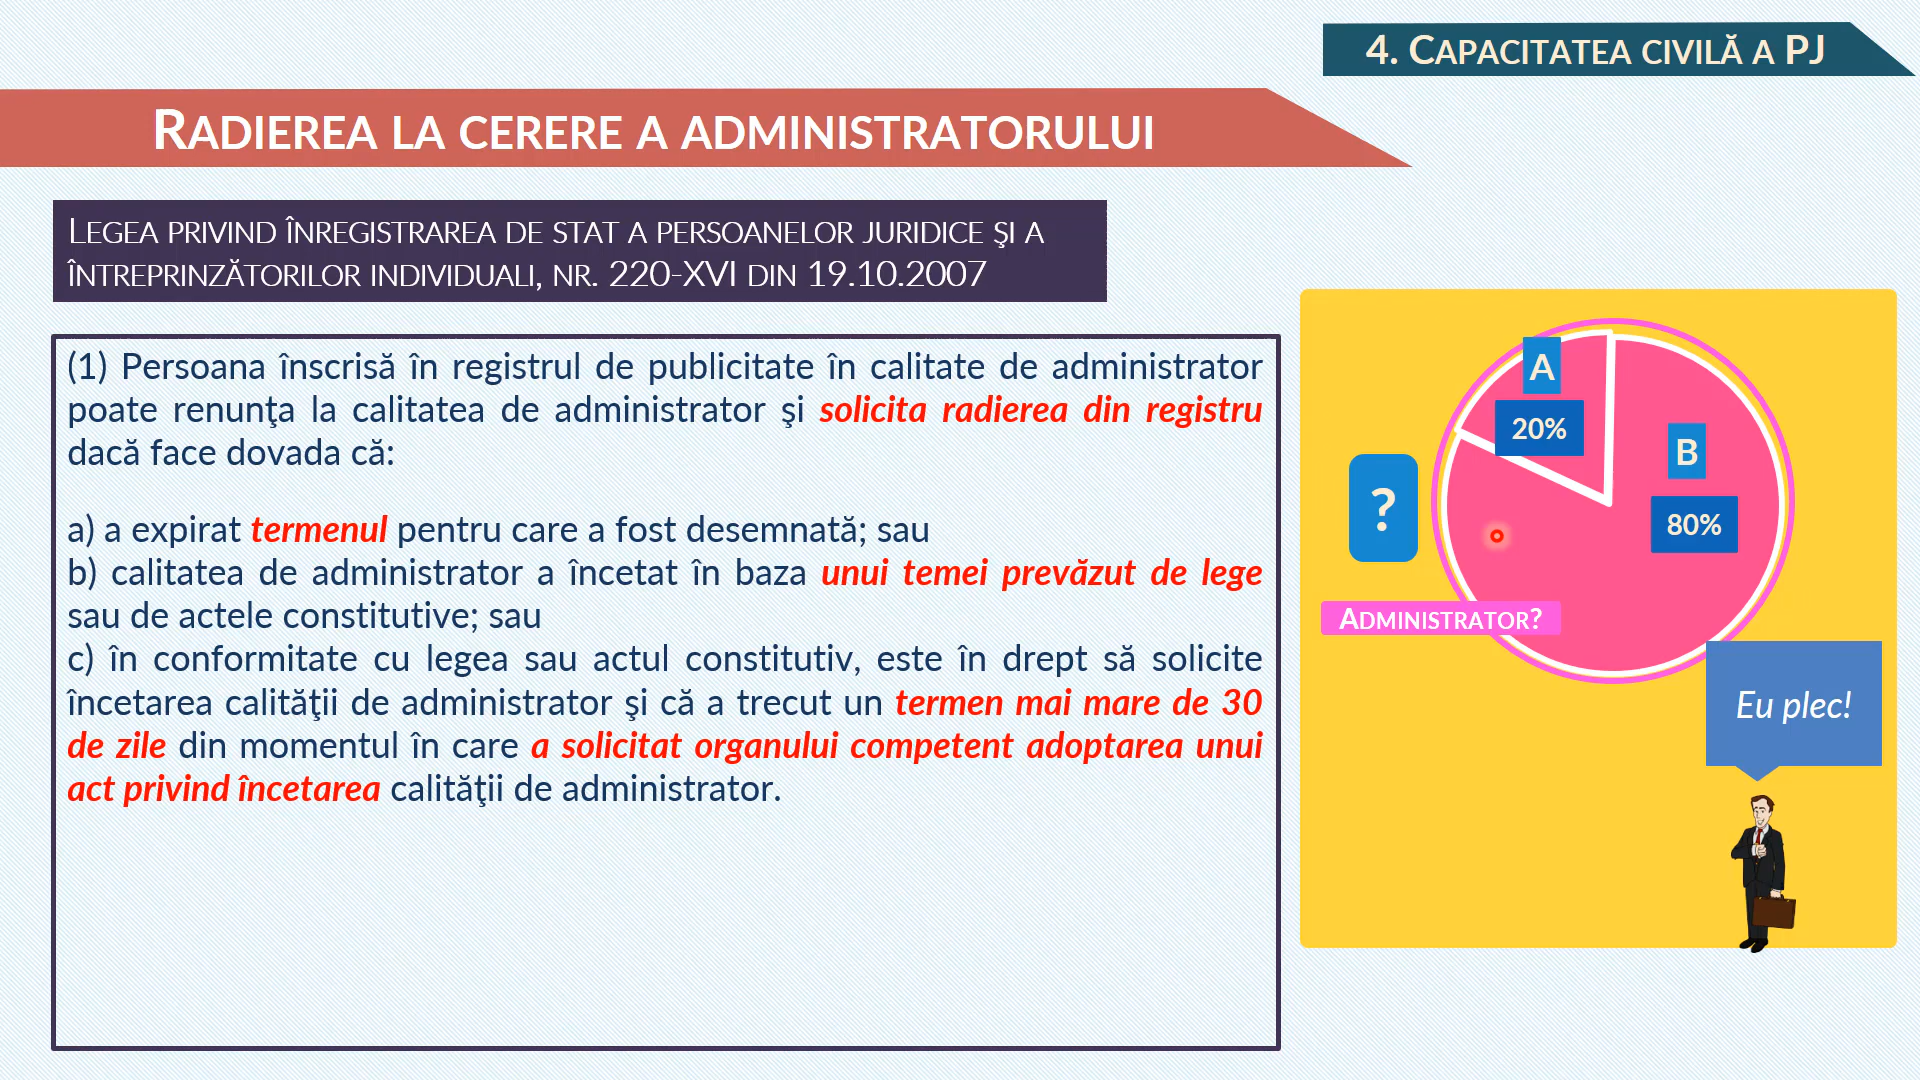 4. Capacitatea civilă a PJ
Radierea la cerere a administratorului
Legea privind înregistrarea de stat a persoanelor juridice şi a
întreprinzătorilor individuali, nr. 220-XVI din 19.10.2007
(1) Persoana înscrisă în registrul de publicitate în calitate de administrator
poate renunţa la calitatea de administrator şi solicita radierea din registru
dacă face dovada că:
a) a expirat termenul pentru care a fost desemnată; sau
b) calitatea de administrator a încetat în baza unui temei prevăzut de lege
sau de actele constitutive; sau
c) în conformitate cu legea sau actul constitutiv, este în drept să solicite
încetarea calităţii de administrator şi că a trecut un termen mai mare de 30
de zile din momentul în care a solicitat organului competent adoptarea unui
act privind încetarea calităţii de administrator.
A
20%
B
80%
?
Administrator?
Eu plec!